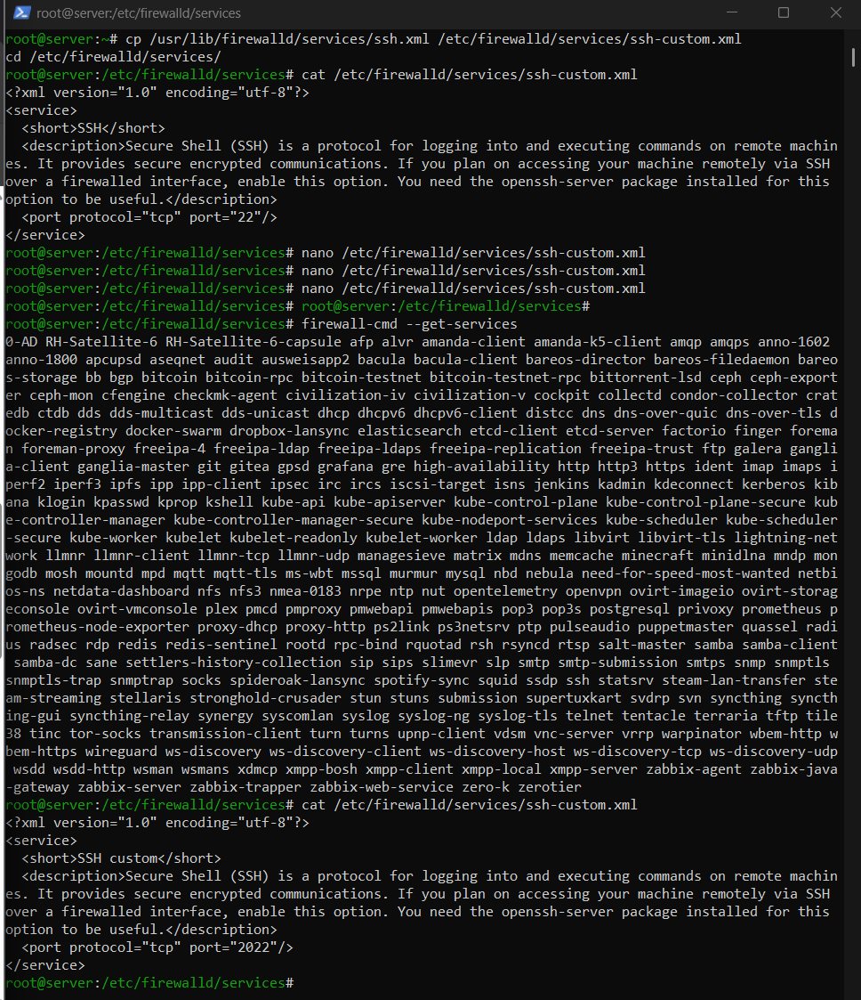 root@server:/etc/firewalld/services
root@server:~# cp /usr/lib/firewalld/services/ssh.xml /etc/firewalld/services/ssh-custom.xml
cd /etc/firewalld/services/
root@server:/etc/firewalld/services# cat /etc/firewalld/services/ssh-custom.xml
<?xml version="1.0" encoding="utf-8"?>
<service>
  <short>SSH</short>
  <description>Secure Shell (SSH) is a protocol for logging into and executing commands on remote machin
es. It provides secure encrypted communications. If you plan on accessing your machine remotely via SSH
over a firewalled interface, enable this option. You need the openssh-server package installed for this
option to be useful.</description>
  <port protocol="tcp" port="22"/>
</service>
root@server:/etc/firewalld/services# nano /etc/firewalld/services/ssh-custom.xml
root@server:/etc/firewalld/services# nano /etc/firewalld/services/ssh-custom.xml
root@server:/etc/firewalld/services# nano /etc/firewalld/services/ssh-custom.xml
root@server:/etc/firewalld/services# root@server:/etc/firewalld/services#
root@server:/etc/firewalld/services# firewall-cmd --get-services
0-AD RH-Satellite-6 RH-Satellite-6-capsule afp alvr amanda-client amanda-k5-client amqp amqps anno-1602
anno-1800 apcupsd aseqnet audit ausweisapp2 bacula bacula-client bareos-director bareos-filedaemon bareo
s-storage bb bgp bitcoin bitcoin-rpc bitcoin-testnet bitcoin-testnet-rpc bittorrent-lsd ceph ceph-export
er ceph-mon cfengine checkmk-agent civilization-iv civilization-v cockpit collectd condor-collector crat
edb ctdb dds dds-multicast dds-unicast dhcp dhcpv6 dhcpv6-client distcc dns dns-over-quic dns-over-tls d
ocker-registry docker-swarm dropbox-lansync elasticsearch etcd-client etcd-server factorio finger forema
n foreman-proxy freeipa-4 freeipa-ldap freeipa-ldaps freeipa-replication freeipa-trust ftp galera gangli
a-client ganglia-master git gitea gpsd grafana gre high-availability http http3 https ident imap imaps i
perf2 iperf3 ipfs ipp ipp-client ipsec irc ircs iscsi-target isns jenkins kadmin kdeconnect kerberos kib
ana klogin kpasswd kprop kshell kube-api kube-apiserver kube-control-plane kube-control-plane-secure kub
e-controller-manager kube-controller-manager-secure kube-nodeport-services kube-scheduler kube-scheduler
-secure kube-worker kubelet kubelet-readonly kubelet-worker ldap ldaps libvirt libvirt-tls lightning-net
work llmnr llmnr-client llmnr-tcp llmnr-udp managesieve matrix mdns memcache minecraft minidlna mndp mon
godb mosh mountd mpd mqtt mqtt-tls ms-wbt mssql murmur mysql nbd nebula need-for-speed-most-wanted netbi
os-ns netdata-dashboard nfs nfs3 nmea-0183 nrpe ntp nut opentelemetry openvpn ovirt-imageio ovirt-storag
econsole ovirt-vmconsole plex pmcd pmproxy pmwebapi pmwebapis pop3 pop3s postgresql privoxy prometheus p
rometheus-node-exporter proxy-dhcp proxy-http ps2link ps3netsrv ptp pulseaudio puppetmaster quassel radi
us radsec rdp redis redis-sentinel rootd rpc-bind rquotad rsh rsyncd rtsp salt-master samba samba-client
 samba-dc sane settlers-history-collection sip sips slimevr slp smtp smtp-submission smtps snmp snmptls
snmptls-trap snmptrap socks spideroak-lansync spotify-sync squid ssdp ssh statsrv steam-lan-transfer ste
am-streaming stellaris stronghold-crusader stun stuns submission supertuxkart svdrp svn syncthing syncth
ing-gui syncthing-relay synergy syscomlan syslog syslog-ng syslog-tls telnet tentacle terraria tftp tile
38 tinc tor-socks transmission-client turn turns upnp-client vdsm vnc-server vrrp warpinator wbem-http w
bem-https wireguard ws-discovery ws-discovery-client ws-discovery-host ws-discovery-tcp ws-discovery-udp
 wsdd wsdd-http wsman wsmans xdmcp xmpp-bosh xmpp-client xmpp-local xmpp-server zabbix-agent zabbix-java
-gateway zabbix-server zabbix-trapper zabbix-web-service zero-k zerotier
root@server:/etc/firewalld/services# cat /etc/firewalld/services/ssh-custom.xml
<?xml version="1.0" encoding="utf-8"?>
<service>
  <short>SSH custom</short>
  <description>Secure Shell (SSH) is a protocol for logging into and executing commands on remote machin
es. It provides secure encrypted communications. If you plan on accessing your machine remotely via SSH
over a firewalled interface, enable this option. You need the openssh-server package installed for this
option to be useful.</description>
  <port protocol="tcp" port="2022"/>
</service>
root@server:/etc/firewalld/services#